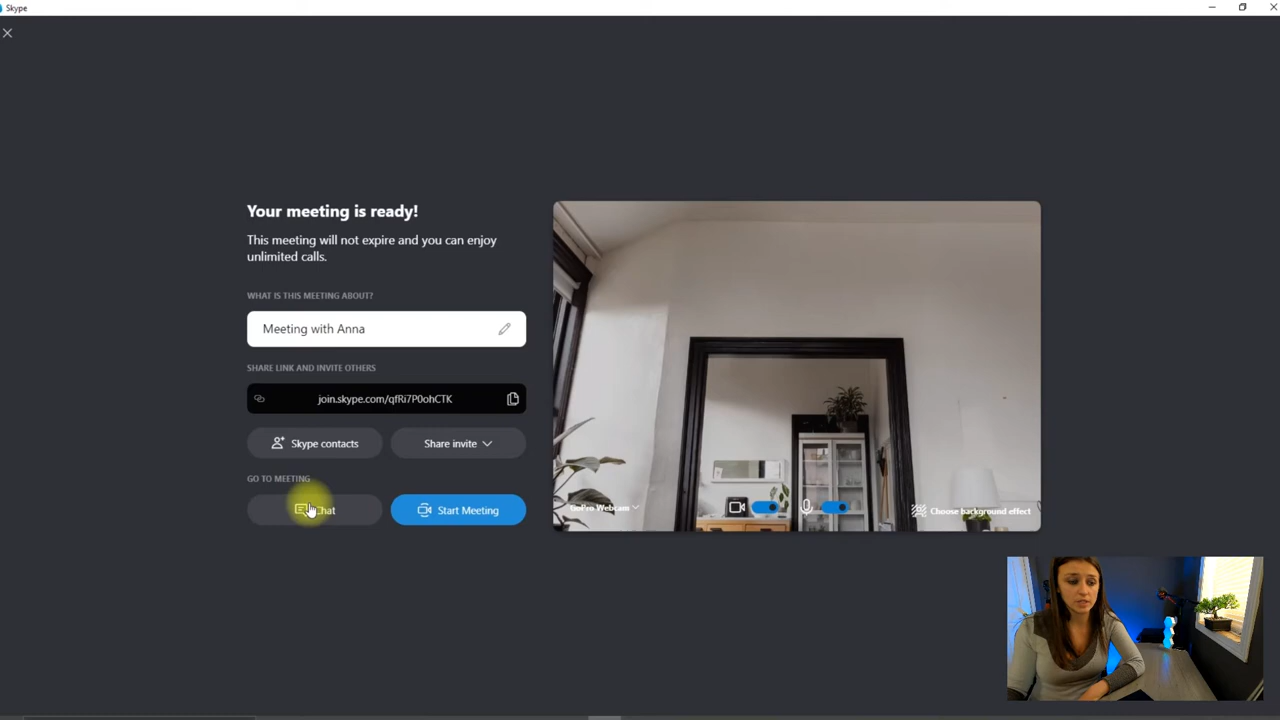 Skype
Your meeting is ready!
This meeting will not expire and you can enjoy
unlimited calls.
WHAT IS THIS MEETING ABOUT?
Meeting with Anna
SHARE LINK AND INVITE OTHERS
join.skype.com/qfRi7P0ohCTK
Skype contacts
Share invite
GO TO MEETING
Chat
Start Meeting
GoPro Webcam
Choose background effect